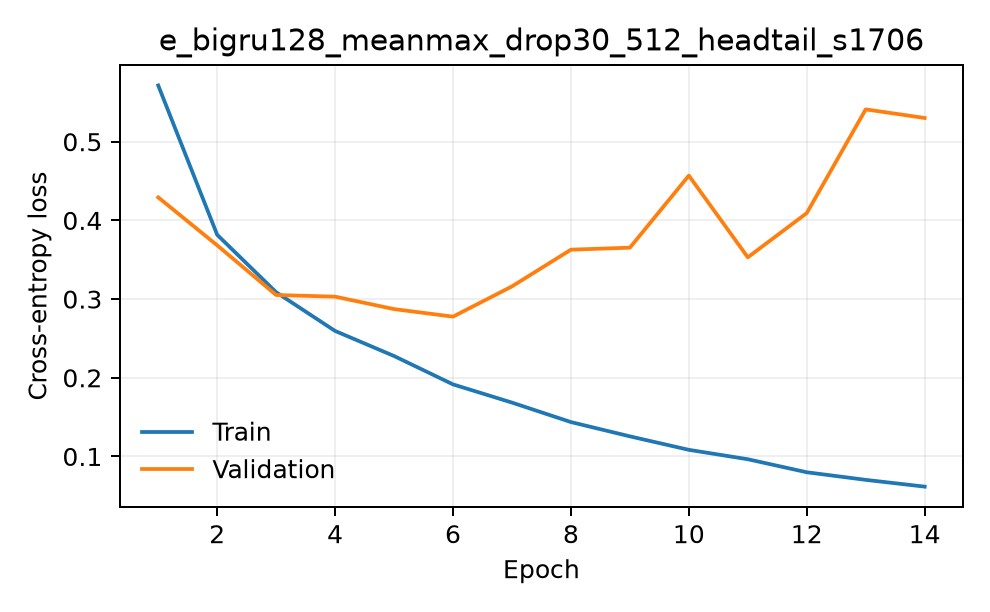 e_bigru128_meanmax_drop30_512_headtail_s1706
Cross-entropy loss
0.5
0.4
0.3
0.2
0.1
Train
Validation
2 4 6 8 10 12 14
Epoch